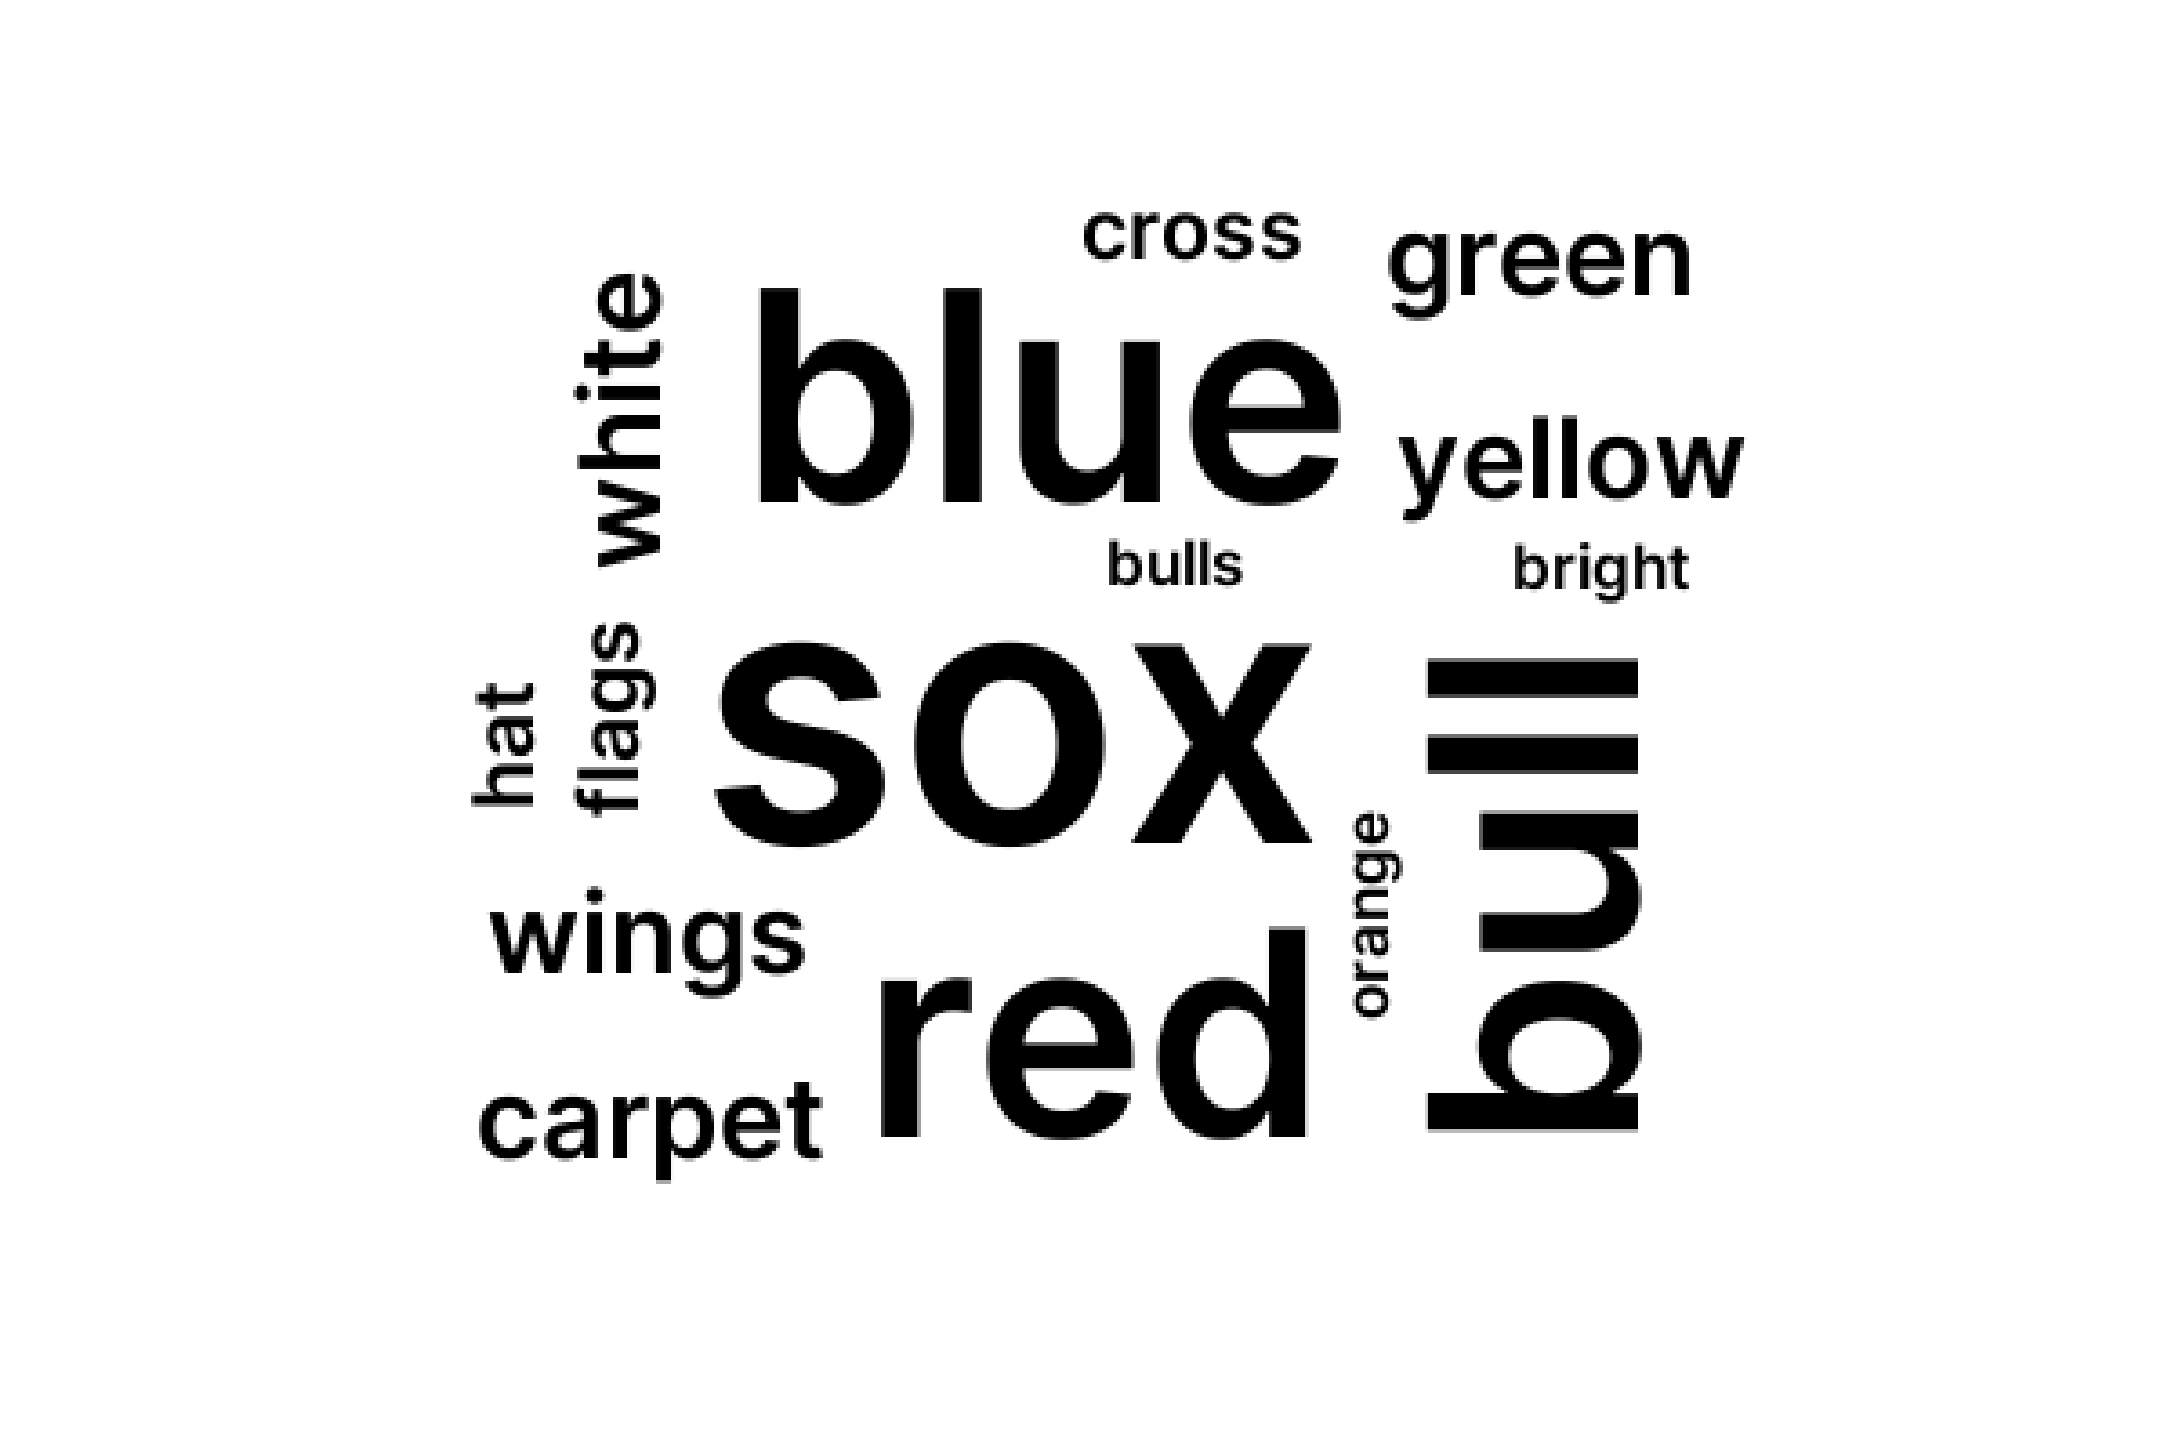 cross
green
white
blue
yellow
bulls
bright
hat
flags
sox
bull
orange
wings
red
carpet